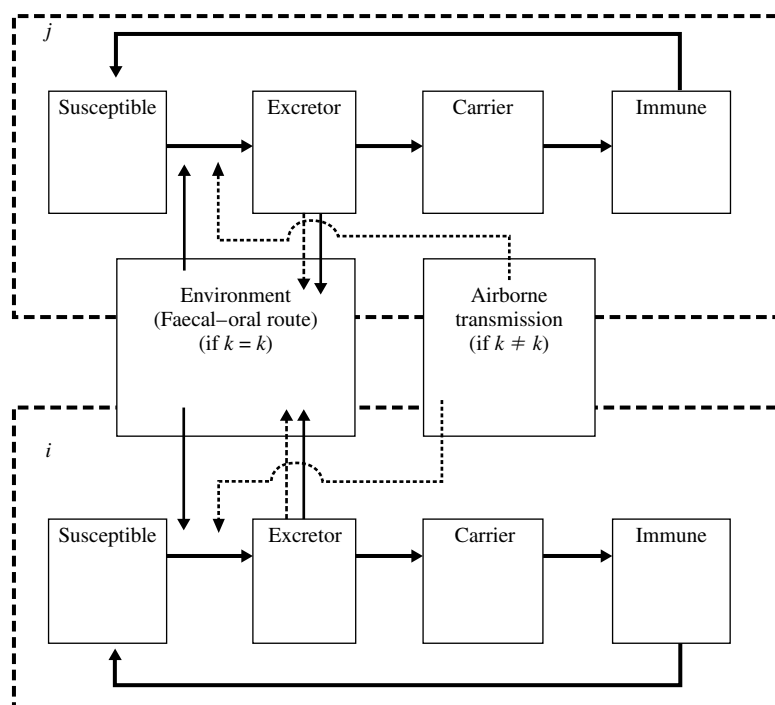 j
Susceptible
Excretor
Carrier
Immune
Environment
(Faecal–oral route)
(if k = k)
Airborne
transmission
(if k ≠ k)
i
Susceptible
Excretor
Carrier
Immune